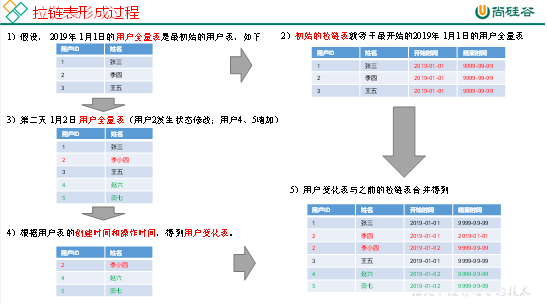 拉链表形成过程
尚硅谷
1）假设，2019年1月1日的用户全量表是最初始的用户表，如下
用户ID 姓名
1 张三
2 李四
3 王五
2）初始的拉链表就等于最开始的2019年1月1日的用户全量表
用户ID 姓名 开始时间 结束时间
1 张三 2019-01-01 9999-99-99
2 李四 2019-01-01 9999-99-99
3 王五 2019-01-01 9999-99-99
3）第二天 1月2日用户全量表（用户2发生状态修改；用户4、5增加）
用户ID 姓名
1 张三
2 李小四
3 王五
4 赵六
5 田七
4）根据用户表的创建时间和操作时间，得到用户变化表。
用户ID 姓名
2 李小四
4 赵六
5 田七
5）用户变化表与之前的拉链表合并得到
用户ID 姓名 开始时间 结束时间
1 张三 2019-01-01 9999-99-99
2 李四 2019-01-01 2019-01-01
2 李小四 2019-01-02 9999-99-99
3 王五 2019-01-01 9999-99-99
4 赵六 2019-01-02 9999-99-99
5 田七 2019-01-02 9999-99-99